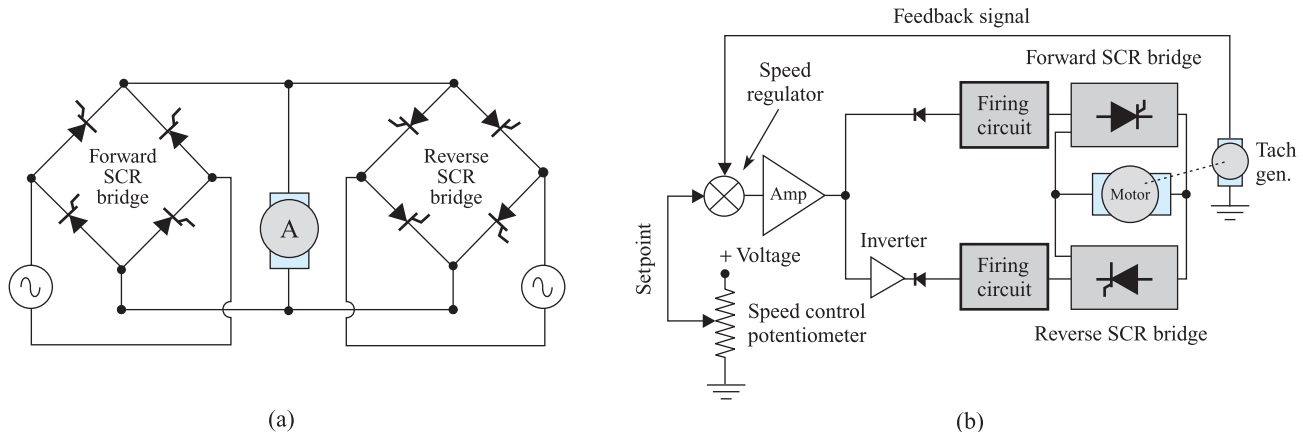 Forward
SCR
bridge
A
Reverse
SCR
bridge
(a)
Feedback signal
Speed
regulator
Forward SCR bridge
Firing
circuit
Tach
gen.
Motor
Amp
Setpoint
Inverter
+ Voltage
Firing
circuit
Speed control
potentiometer
Reverse SCR bridge
(b)